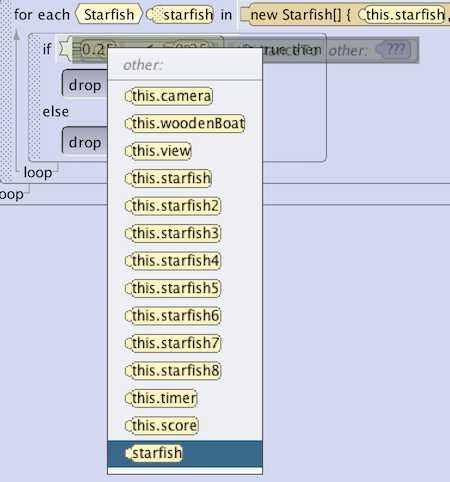 for each Starfish starfish in new Starfish[] { this.starfish,
if 0.25 < 0.25 is true then other: ???
other:
drop
else
drop
loop
loop
this.camera
this.woodenBoat
this.view
this.starfish
this.starfish2
this.starfish3
this.starfish4
this.starfish5
this.starfish6
this.starfish7
this.starfish8
this.timer
this.score
starfish